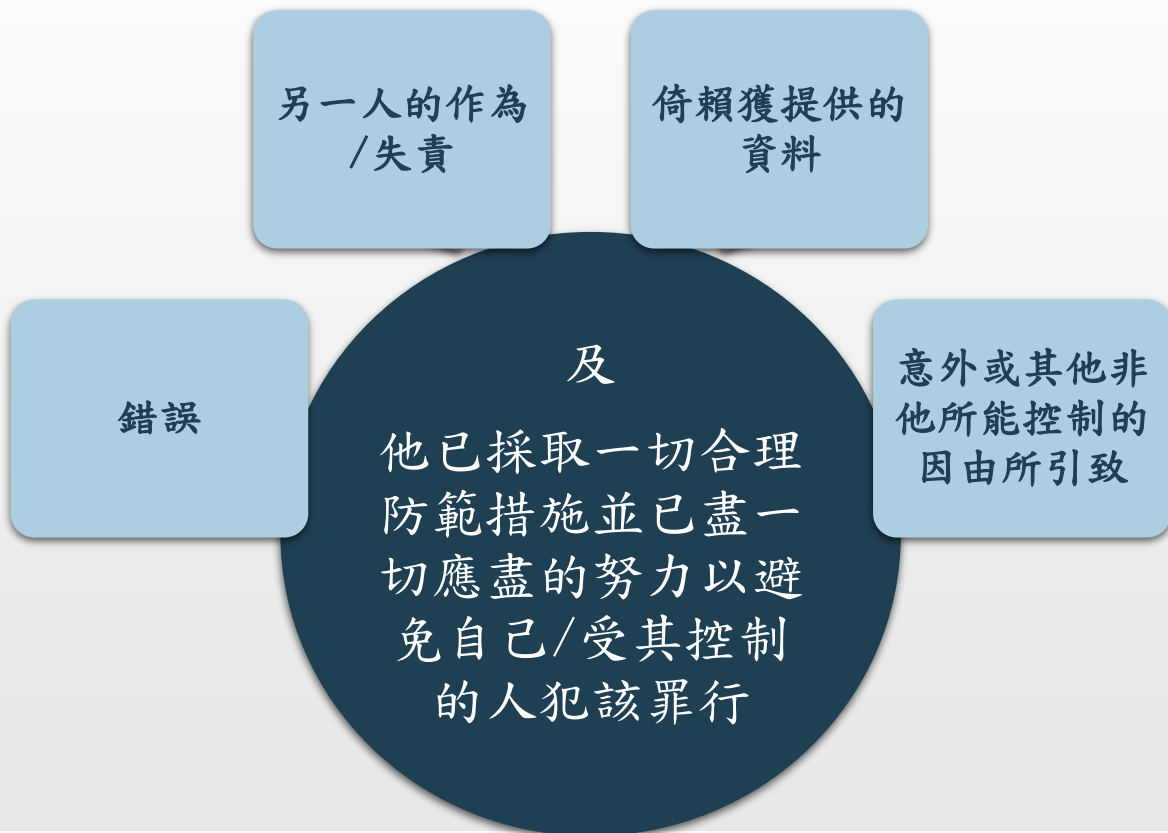 另一人的作為
/失責
倚賴獲提供的
資料
錯誤
意外或其他非
他所能控制的
因由所引致
及
他已採取一切合理
防範措施並已盡一
切應盡的努力以避
免自己/受其控制
的人犯該罪行